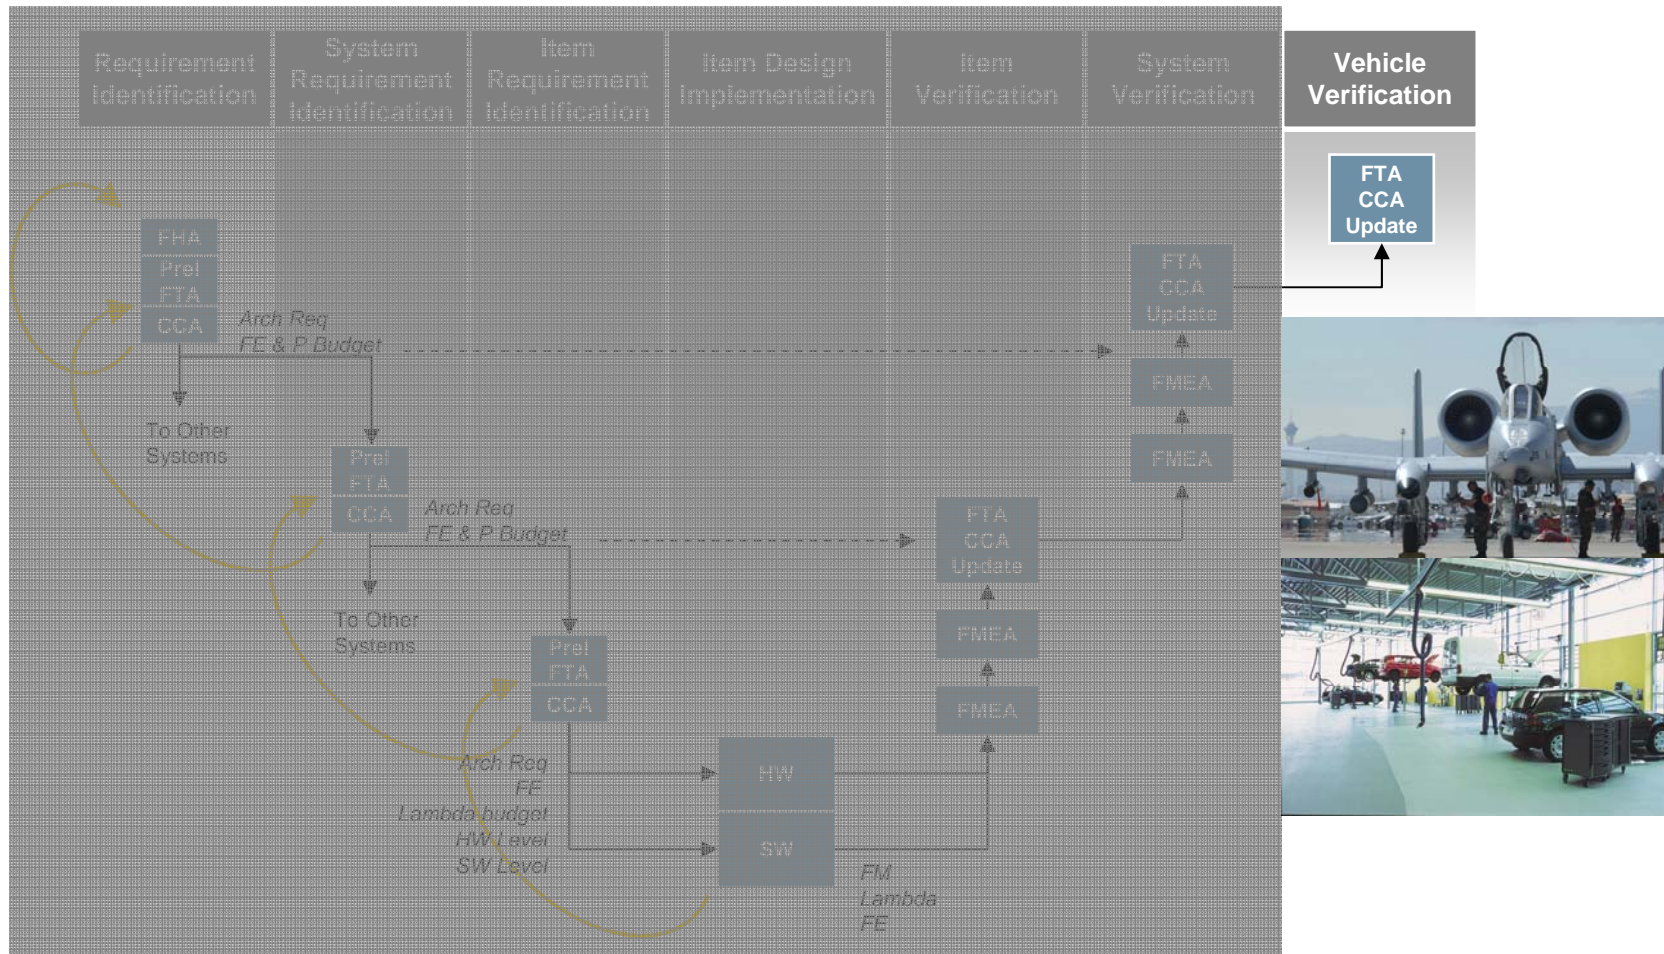 Requirement
Identification
System
Requirement
Identification
Item
Requirement
Identification
Item Design
Implementation
Item
Verification
System
Verification
Vehicle
Verification
FTA
CCA
Update
FHA
Prel
FTA
CCA
Arch Req
FE & P Budget
To Other
Systems
FTA
CCA
Update
FMEA
FMEA
Prel
FTA
CCA
Arch Req
FE & P Budget
To Other
Systems
FTA
CCA
Update
FMEA
FMEA
Prel
FTA
CCA
Arch Req
FE
Lambda budget
HW Level
SW Level
HW
SW
FM
Lambda
FE